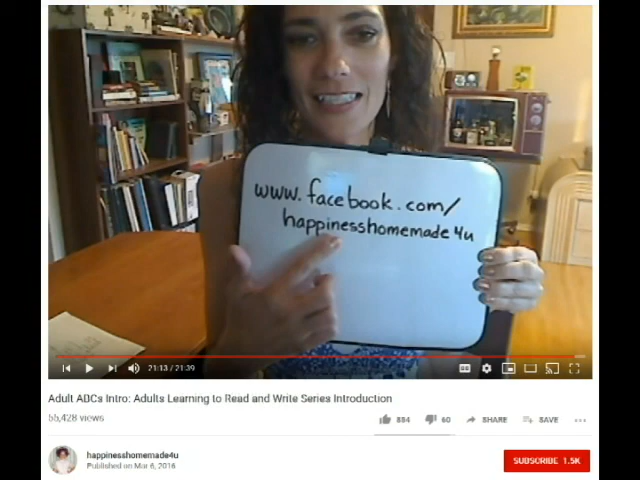 www.facebook.com/
happinesshomemade4u
21:13 / 21:39
Adult ABCs Intro: Adults Learning to Read and Write Series Introduction
55,428 views
884
60
SHARE
SAVE
happinesshomemade4u
Published on Mar 6, 2016
SUBSCRIBE 1.5K